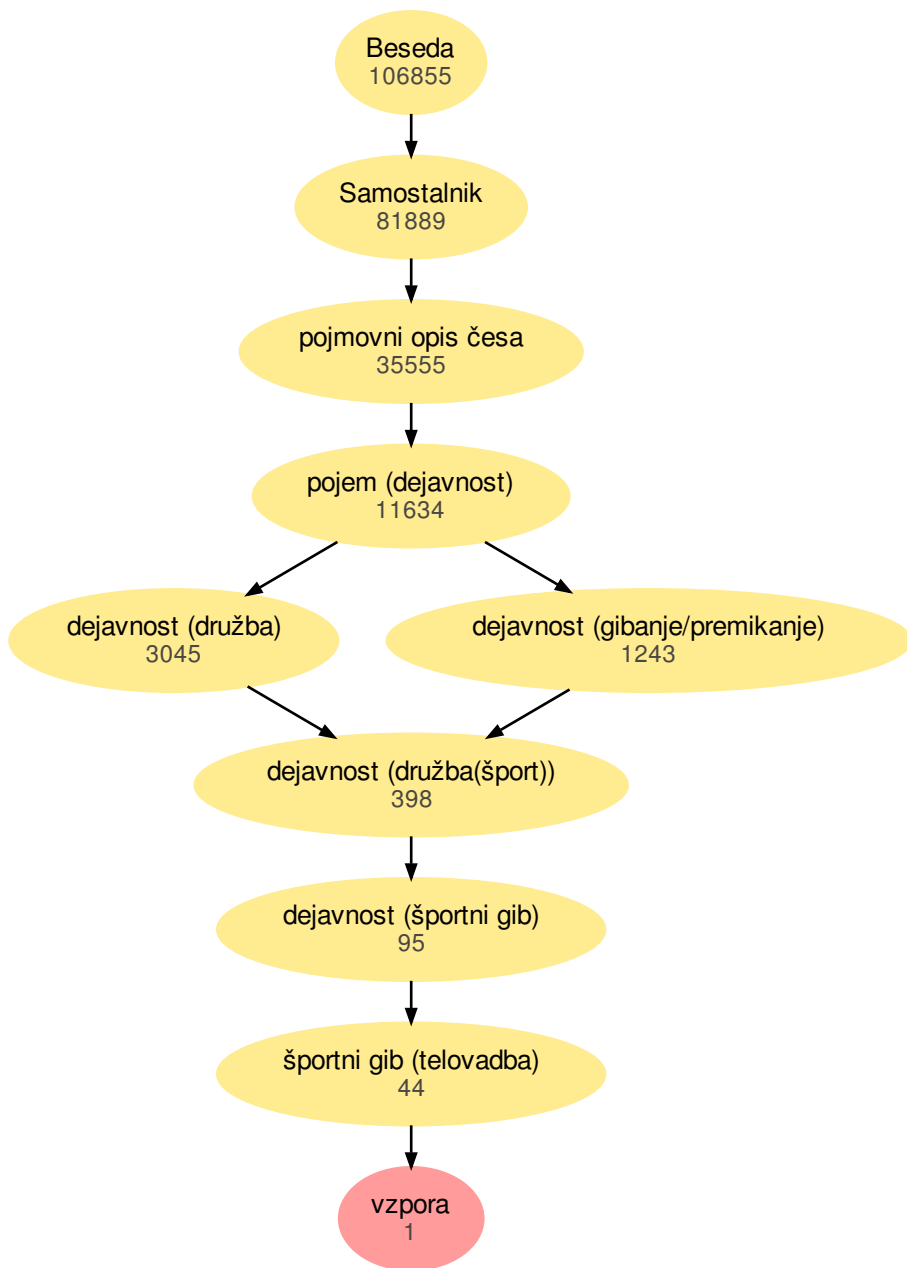 Beseda
106855
Samostalnik
81889
pojmovni opis česa
35555
pojem (dejavnost)
11634
dejavnost (družba)
3045
dejavnost (gibanje/premikanje)
1243
dejavnost (družba(šport))
398
dejavnost (športni gib)
95
športni gib (telovadba)
44
vzpora
1